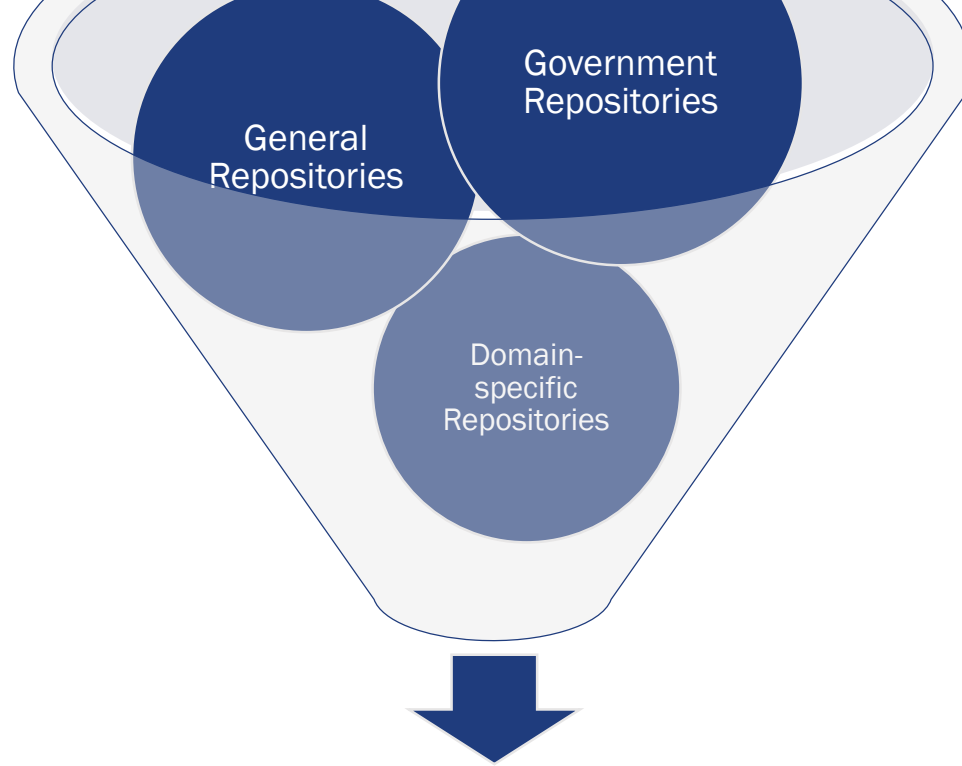 Government
Repositories
General
Repositories
Domain-
specific
Repositories